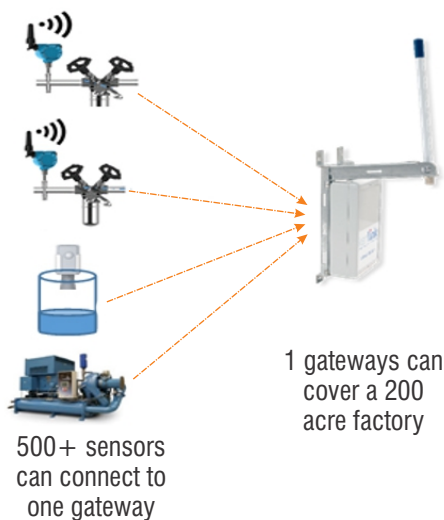 1 gateways can
cover a 200
acre factory
500+ sensors
can connect to
one gateway